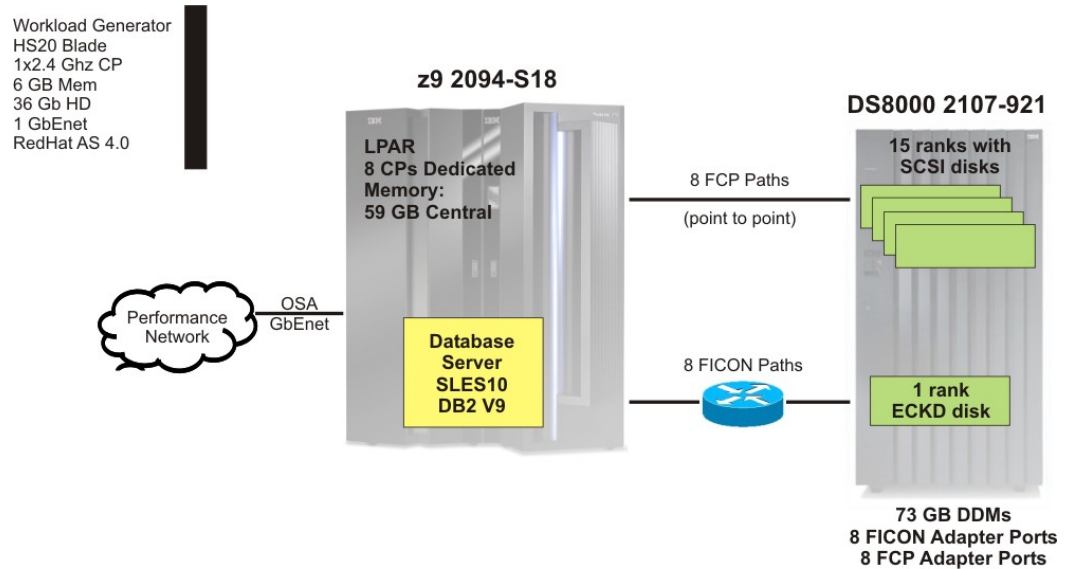 Workload Generator
HS20 Blade
1x2.4 Ghz CP
6 GB Mem
36 Gb HD
1 GbEnet
RedHat AS 4.0
z9 2094-S18
IBM
IBM
LPAR
8 CPs Dedicated
Memory:
59 GB Central
Database
Server
SLES10
DB2 V9
Performance
Network
OSA
GbEnet
8 FCP Paths
(point to point)
8 FICON Paths
DS8000 2107-921
15 ranks with
SCSI disks
1 rank
ECKD disk
73 GB DDMs
8 FICON Adapter Ports
8 FCP Adapter Ports